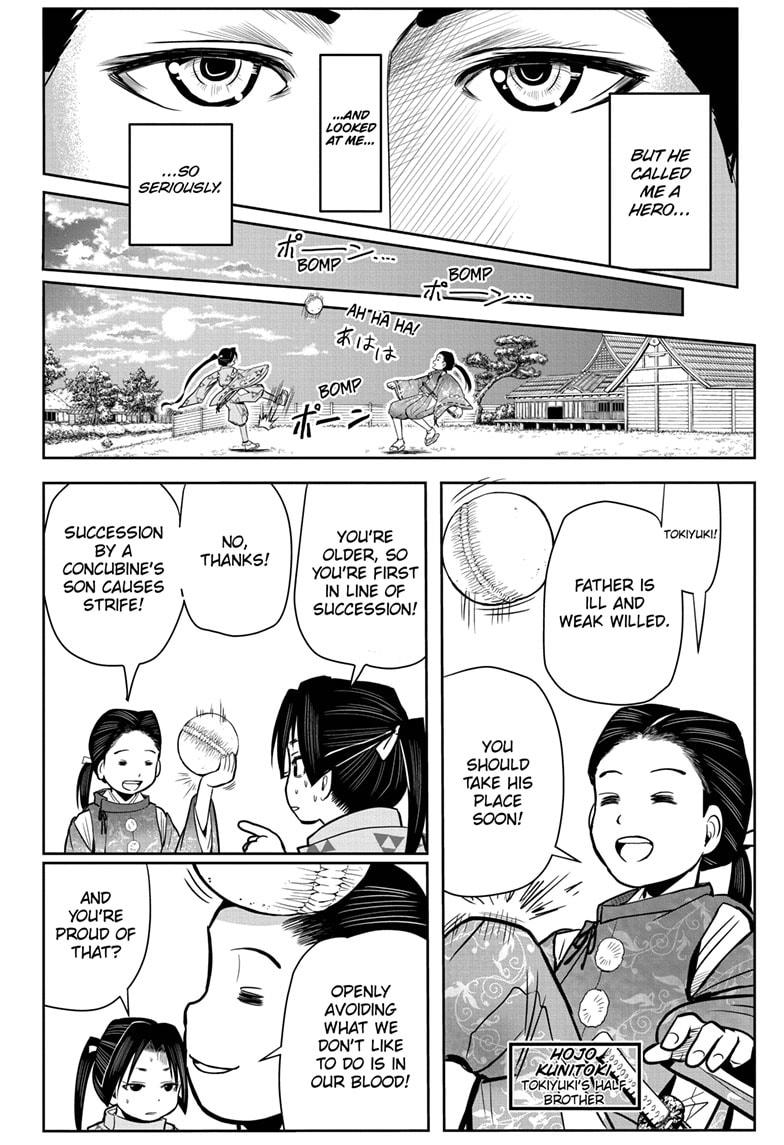 BUT HE
CALLED
ME A
HERO...
...AND
LOOKED
AT ME...
...SO
SERIOUSLY.
ポーン....
BOMP
BOMP
ポーン...
AH HA HA!
あはは
BOMP
ポーン
TOKIYUKI!
FATHER IS
ILL AND
WEAK WILLED.
YOU
SHOULD
TAKE HIS
PLACE
SOON!
HOJO
KUNITOKI
TOKIYUKI'S HALF
BROTHER
YOU'RE
OLDER, SO
YOU'RE FIRST
IN LINE OF
SUCCESSION!
NO,
THANKS!
SUCCESSION
BY A
CONCUBINE'S
SON CAUSES
STRIFE!
OPENLY
AVOIDING
WHAT WE
DON'T LIKE
TO DO IS IN
OUR BLOOD!
AND
YOU'RE
PROUD OF
THAT?